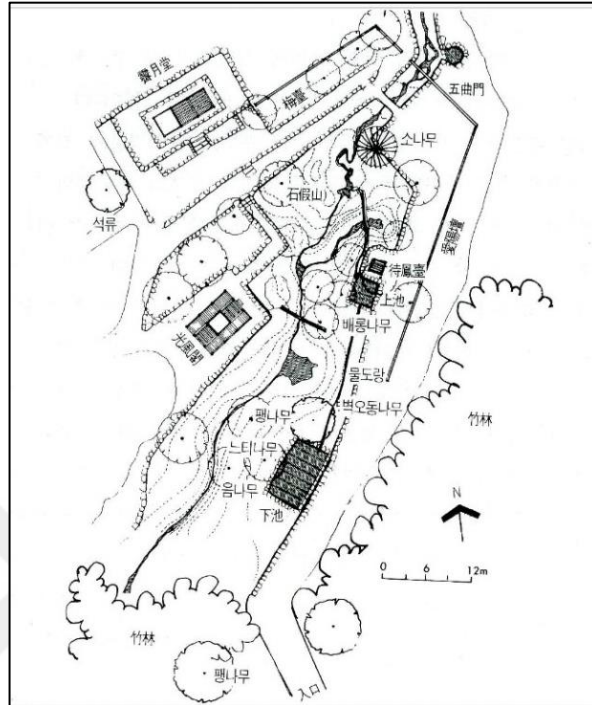 霽月堂
梅臺
五曲門
소나무
石假山
석류
愛陽壇
待鳳臺
上池
배롱나무
光風閣
물도랑
벽오동나무
팽나무
竹林
느티나무
음나무
下池
N
0 6 12m
竹林
팽나무
入口